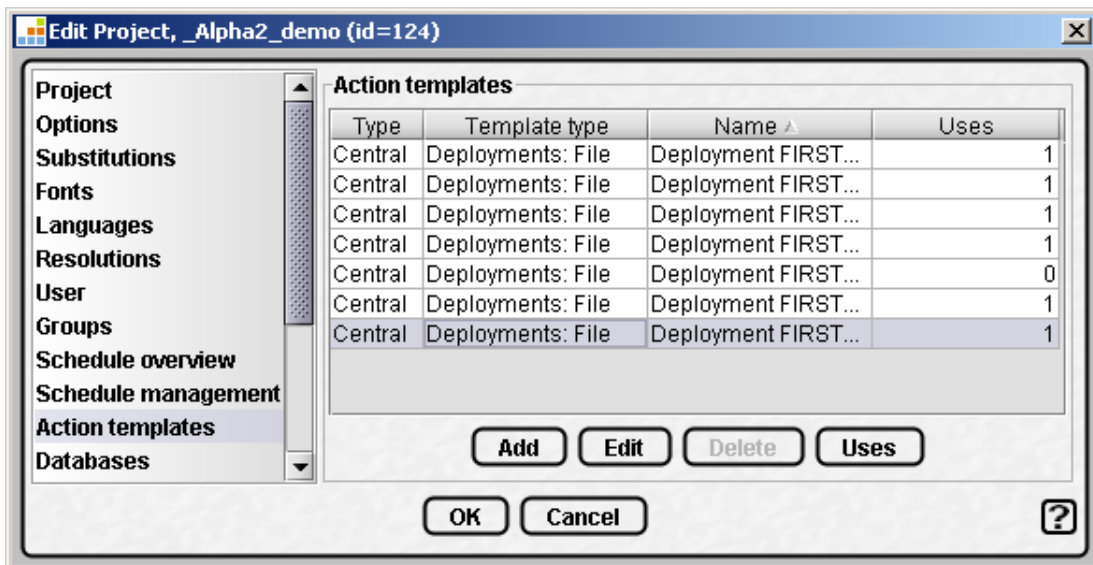 Edit Project, _Alpha2_demo (id=124)
Project
Options
Substitutions
Fonts
Languages
Resolutions
User
Groups
Schedule overview
Schedule management
Action templates
Databases
Action templates
Type Template type Name Uses
Central Deployments: File Deployment FIRST... 1
Central Deployments: File Deployment FIRST... 1
Central Deployments: File Deployment FIRST... 1
Central Deployments: File Deployment FIRST... 1
Central Deployments: File Deployment FIRST... 0
Central Deployments: File Deployment FIRST... 1
Central Deployments: File Deployment FIRST... 1
Add Edit Delete Uses
OK Cancel ?